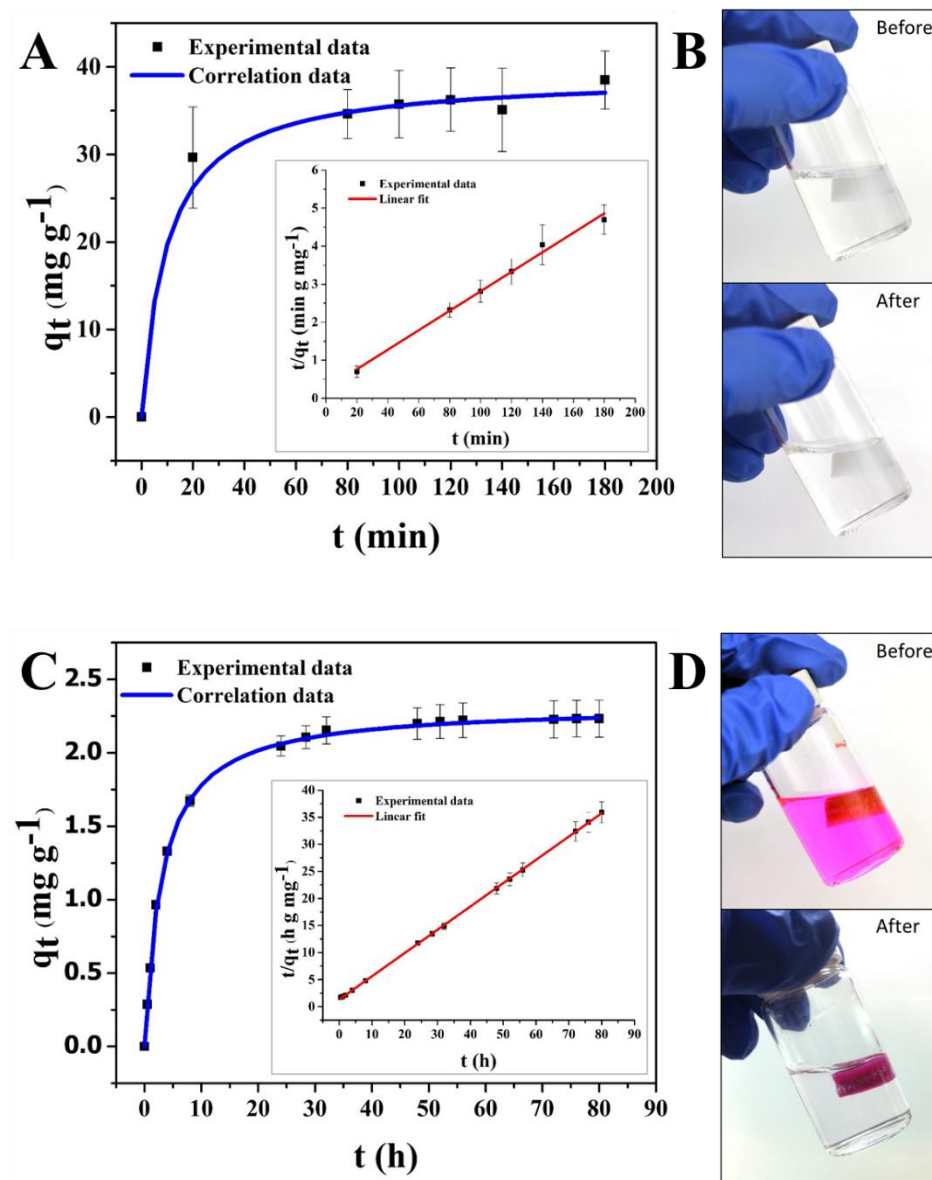 A
Experimental data
Correlation data
40
30
20
10
0
qt (mg g-1)
0 20 40 60 80 100 120 140 160 180 200
t (min)
Experimental data
Linear fit
6
5
4
3
2
1
0
t/qt (min g mg-1)
0 20 40 60 80 100 120 140 160 180 200
t (min)
B
Before
After
C
Experimental data
Correlation data
2.5
2.0
1.5
1.0
0.5
0.0
qt (mg g-1)
0 10 20 30 40 50 60 70 80 90
t (h)
Experimental data
Linear fit
40
35
30
25
20
15
10
5
0
t/qt (h g mg-1)
0 10 20 30 40 50 60 70 80 90
t (h)
D
Before
After